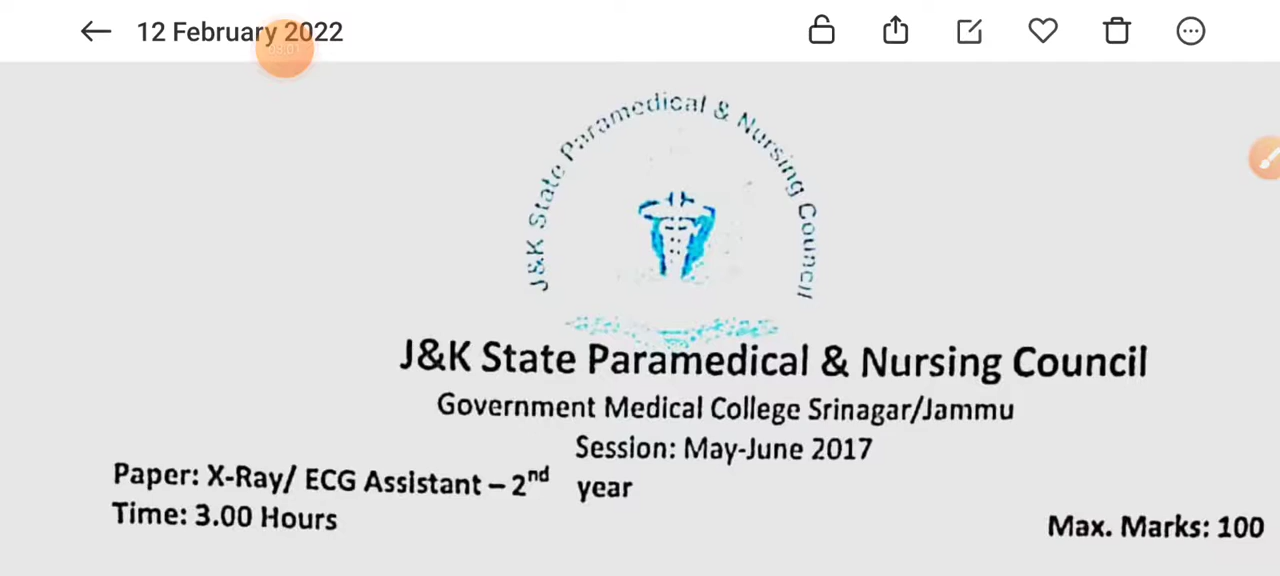 12 February 2022
J&K State Paramedical & Nursing Council
J&K State Paramedical & Nursing Council
Government Medical College Srinagar/Jammu
Session: May-June 2017
Paper: X-Ray/ ECG Assistant – 2nd year
Time: 3.00 Hours
Max. Marks: 100